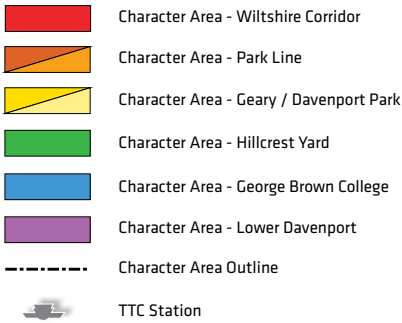 Character Area - Wiltshire Corridor
Character Area - Park Line
Character Area - Geary / Davenport Park
Character Area - Hillcrest Yard
Character Area - George Brown College
Character Area - Lower Davenport
Character Area Outline
TTC Station